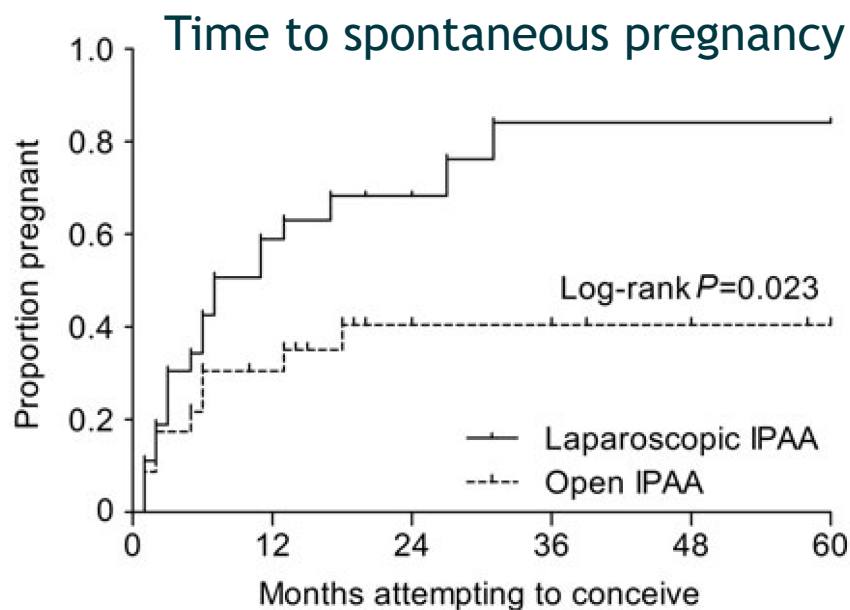 Time to spontaneous pregnancy
1.0
0.8
0.6
0.4
0.2
0
Proportion pregnant
Log-rank P=0.023
Laparoscopic IPAA
Open IPAA
0 12 24 36 48 60
Months attempting to conceive